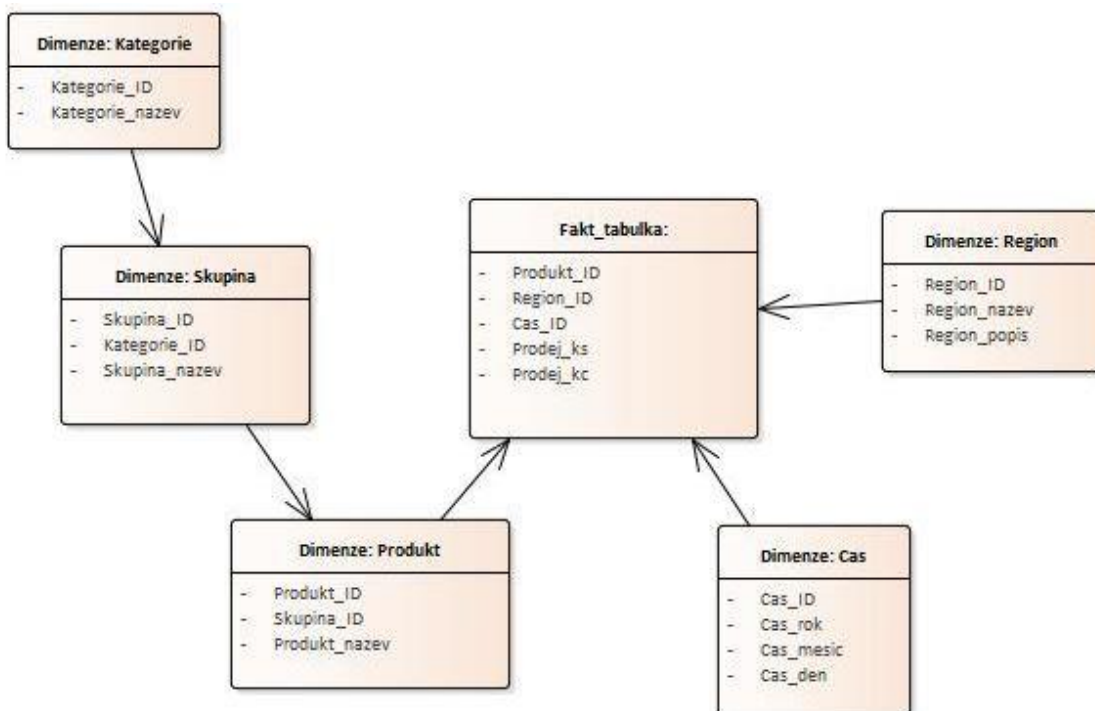 Dimenze: Kategorie
- Kategorie_ID
- Kategorie_nazev
Dimenze: Skupina
- Skupina_ID
- Kategorie_ID
- Skupina_nazev
Dimenze: Produkt
- Produkt_ID
- Skupina_ID
- Produkt_nazev
Fakt_tabulka:
- Produkt_ID
- Region_ID
- Cas_ID
- Prodej_ks
- Prodej_kc
Dimenze: Region
- Region_ID
- Region_nazev
- Region_popis
Dimenze: Cas
- Cas_ID
- Cas_rok
- Cas_mesic
- Cas_den